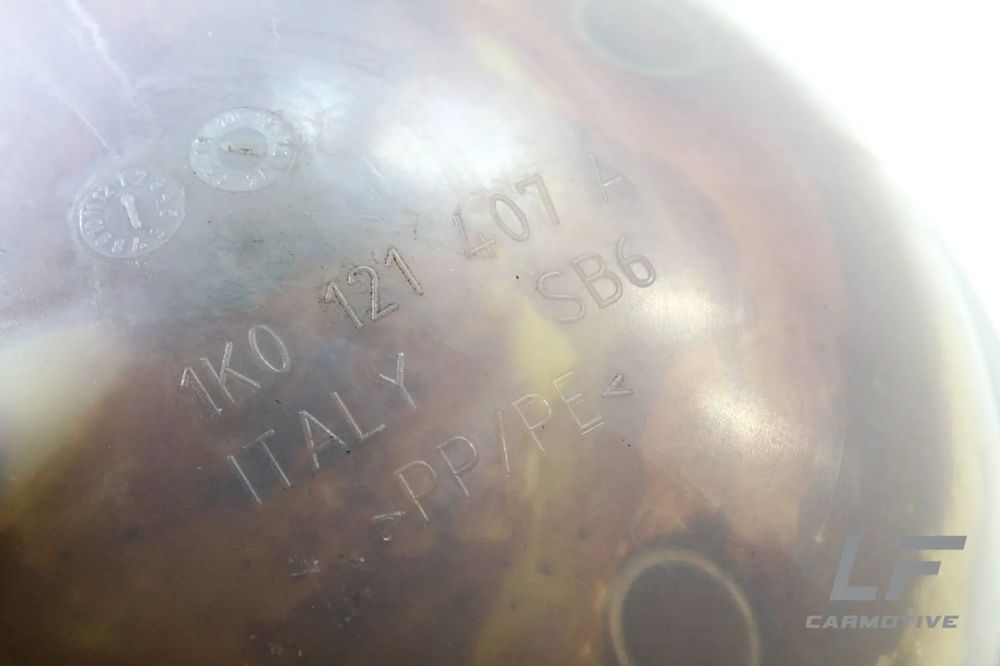 1K0 121 407 A
ITALY SB6
>PP/PE<
LF
CARMOTIVE